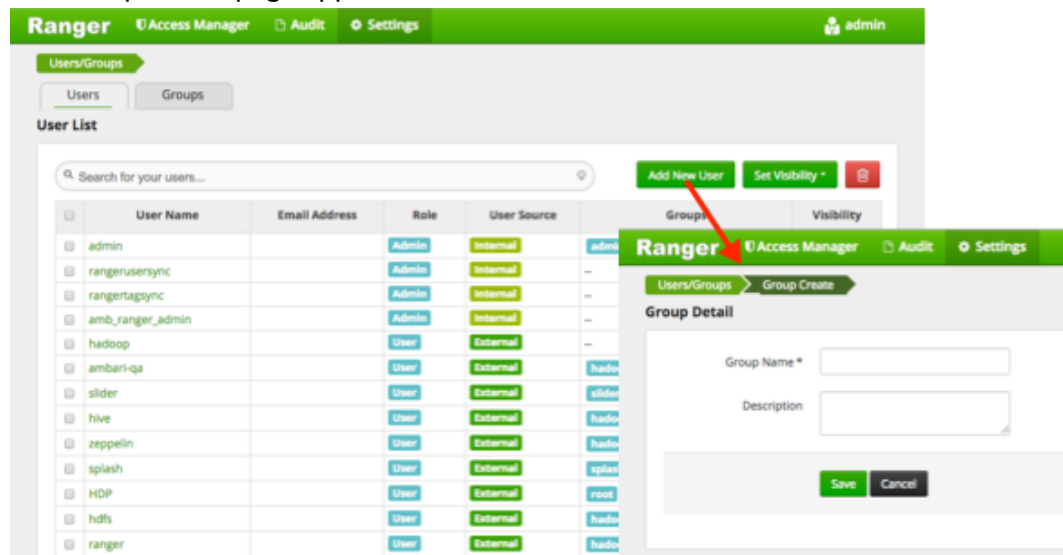 Ranger Access Manager Audit Settings admin
Users/Groups
Users Groups
User List
Search for your users...
Add New User Set Visibility
User Name Email Address Role User Source Groups Visibility
admin Admin Internal
rangerusersync Admin Internal --
rangertagsync Admin Internal --
amb_ranger_admin Admin Internal --
hadoop User External --
ambari-qa User External
slider User External
hive User External
zeppelin User External
splash User External
HDP User External root
hdfs User External
ranger User External
Ranger Access Manager Audit Settings
Users/Groups Group Create
Group Detail
Group Name *
Description
Save Cancel